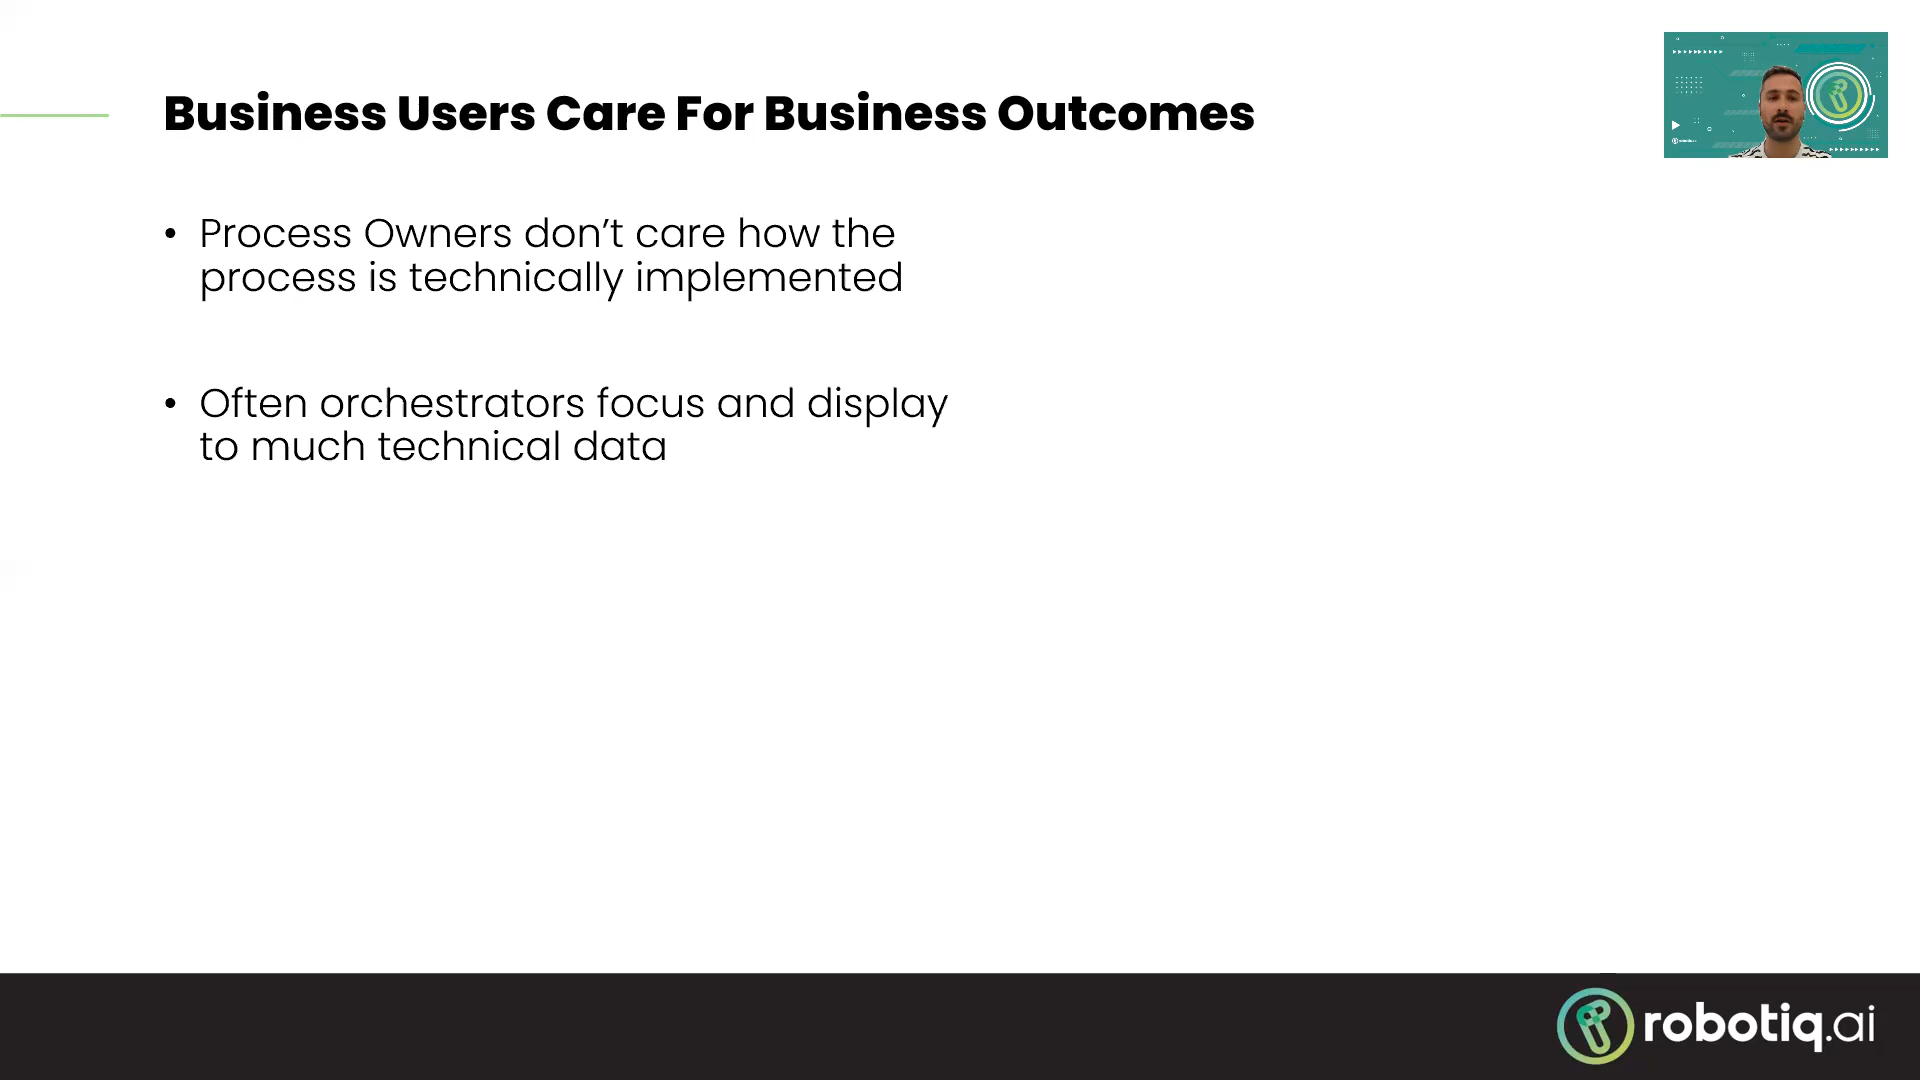 Business Users Care For Business Outcomes
• Process Owners don’t care how the
process is technically implemented
• Often orchestrators focus and display
to much technical data
robotiq.ai